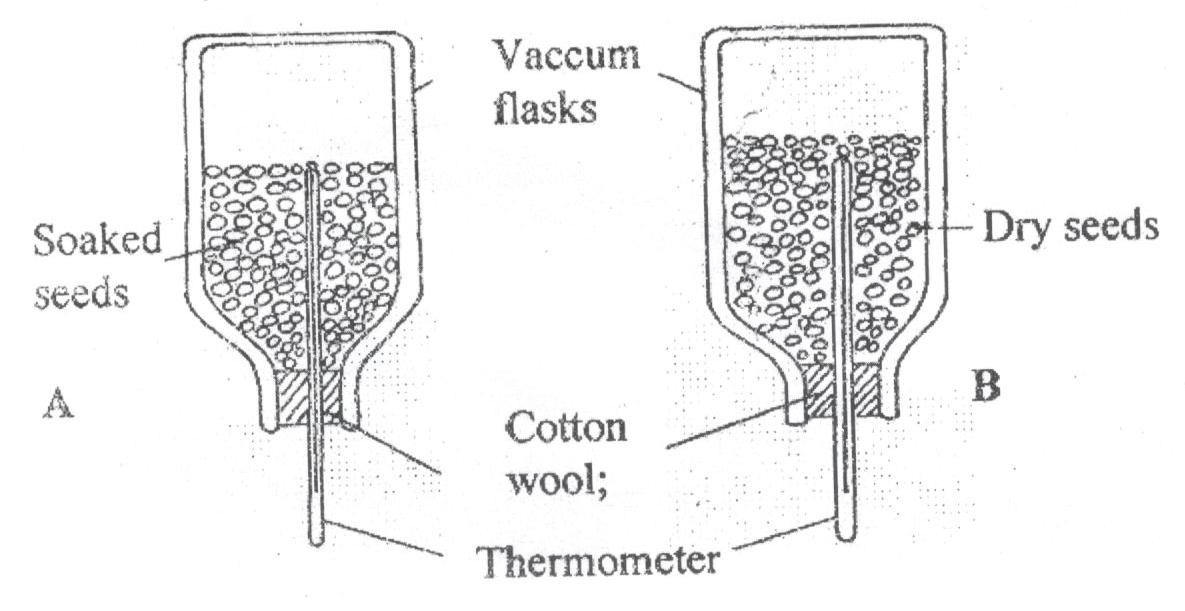 Vaccum
flasks
Soaked
seeds
Dry seeds
A
B
Cotton
wool;
Thermometer